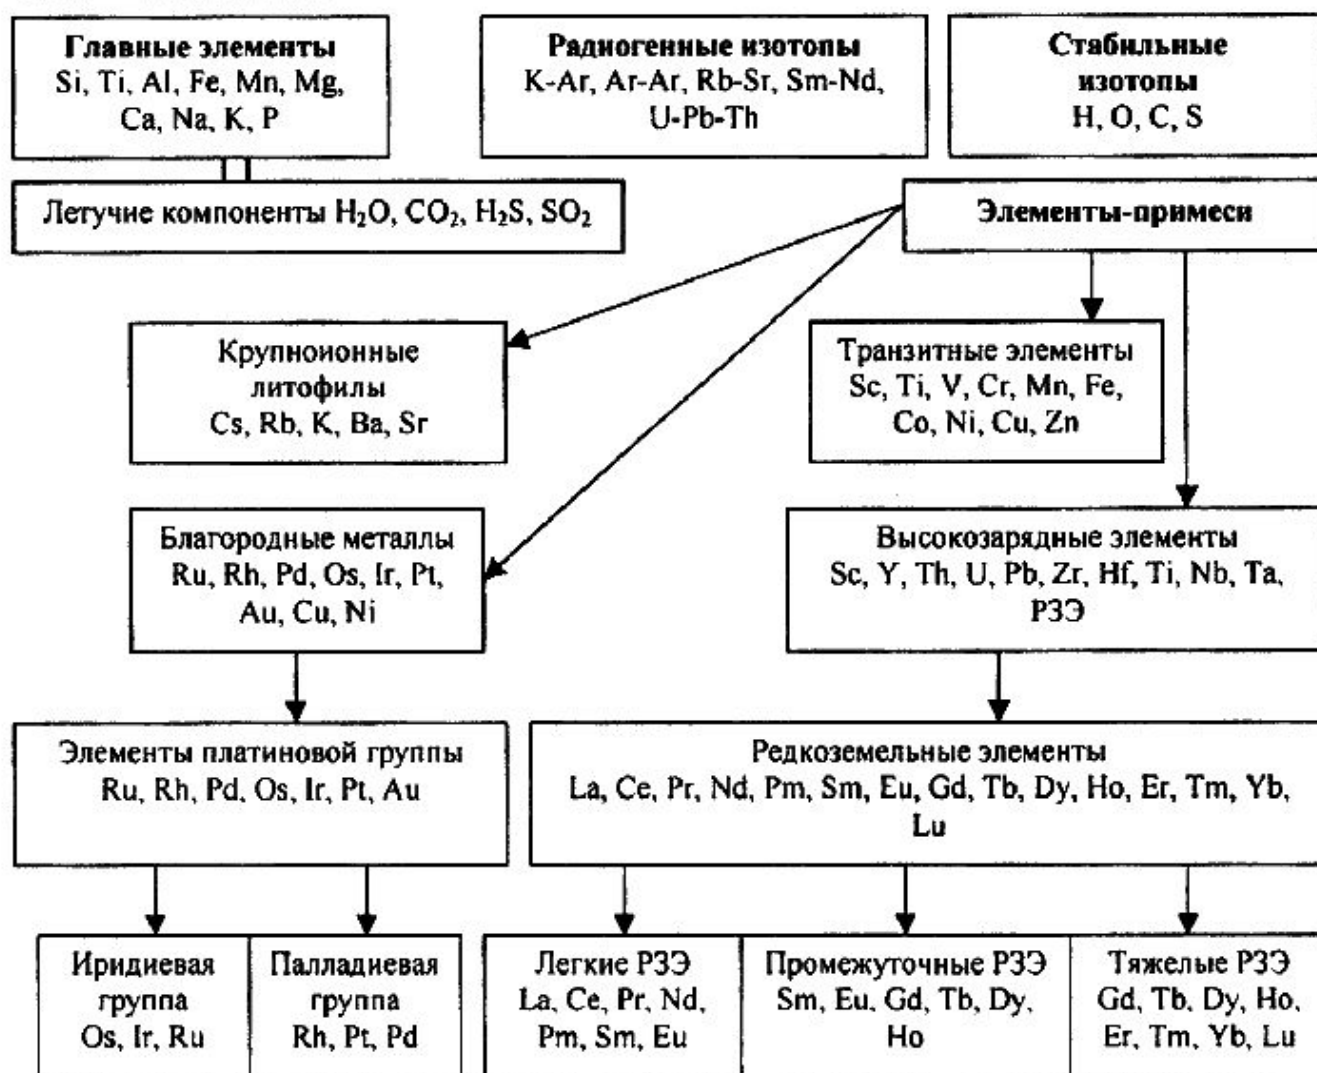 Главные элементы
Si, Ti, Al, Fe, Mn, Mg,
Ca, Na, K, P
Радиогенные изотопы
K-Ar, Ar-Ar, Rb-Sr, Sm-Nd,
U-Pb-Th
Стабильные
изотопы
H, O, C, S
Летучие компоненты H₂O, CO₂, H₂S, SO₂
Элементы-примеси
Крупноионные
литофилы
Cs, Rb, K, Ba, Sr
Транзитные элементы
Sc, Ti, V, Cr, Mn, Fe,
Co, Ni, Cu, Zn
Благородные металлы
Ru, Rh, Pd, Os, Ir, Pt,
Au, Cu, Ni
Высокозарядные элементы
Sc, Y, Th, U, Pb, Zr, Hf, Ti, Nb, Ta,
РЗЭ
Элементы платиновой группы
Ru, Rh, Pd, Os, Ir, Pt, Au
Редкоземельные элементы
La, Ce, Pr, Nd, Pm, Sm, Eu, Gd, Tb, Dy, Ho, Er, Tm, Yb,
Lu
Иридиевая
группа
Os, Ir, Ru
Палладиевая
группа
Rh, Pt, Pd
Легкие РЗЭ
La, Ce, Pr, Nd,
Pm, Sm, Eu
Промежуточные РЗЭ
Sm, Eu, Gd, Tb, Dy,
Ho
Тяжелые РЗЭ
Gd, Tb, Dy, Ho,
Er, Tm, Yb, Lu